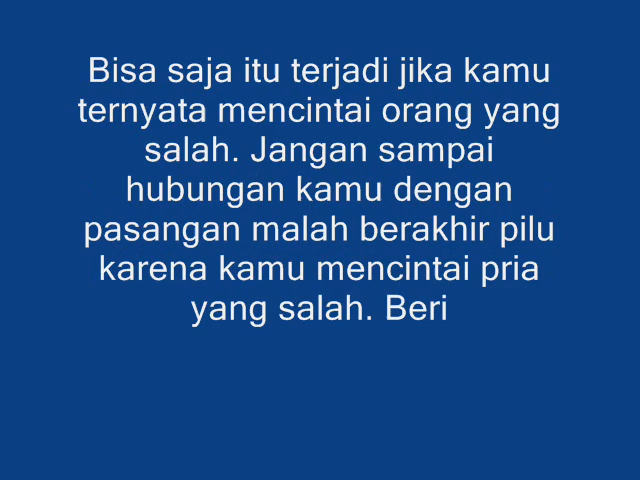 Bisa saja itu terjadi jika kamu
ternyata mencintai orang yang
salah. Jangan sampai
hubungan kamu dengan
pasangan malah berakhir pilu
karena kamu mencintai pria
yang salah. Beri